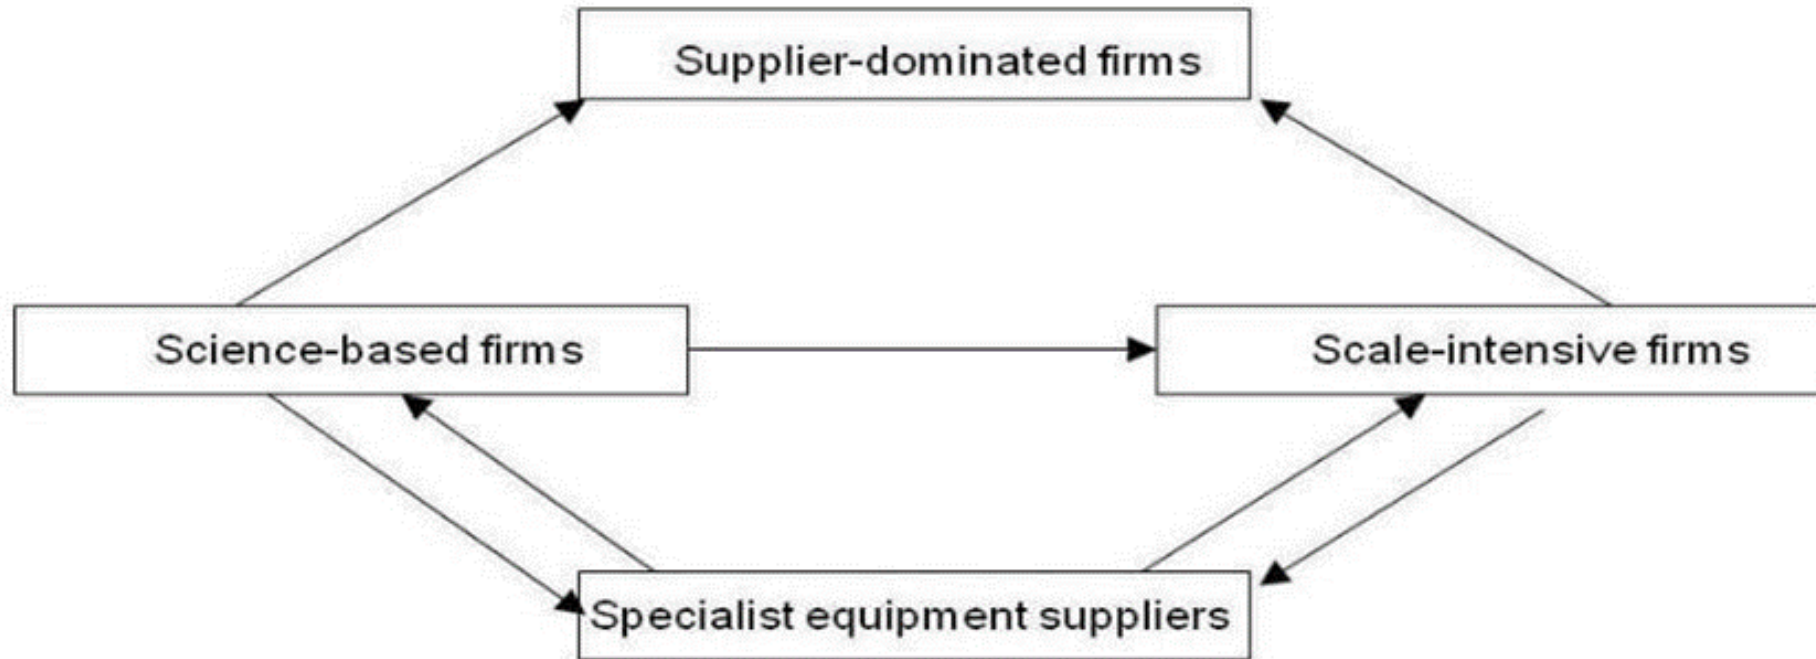 Supplier-dominated firms
Science-based firms
Scale-intensive firms
Specialist equipment suppliers